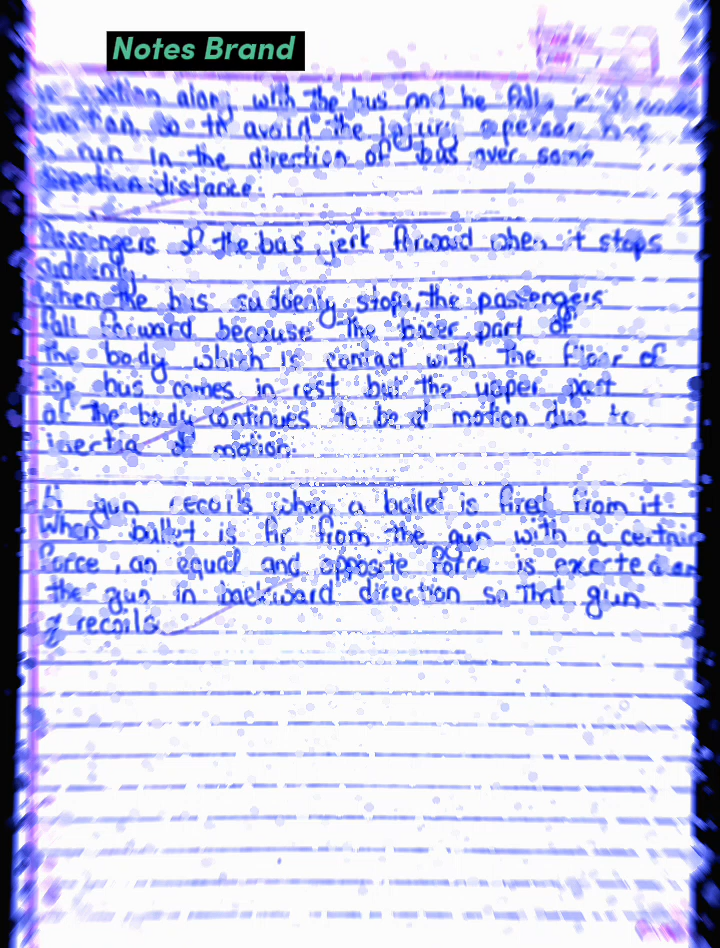 Notes Brand
motion along with the bus and he falls in
so to avoid the injury a person has
to run in the direction of bus over some
distance.
Passengers of the bus jerk forward when it stops
suddenly.
When the bus suddenly stops, the passengers
fall forward because the lower part of
the body which is contact with the floor of
the bus comes in rest but the upper part
of the body continues to be it motion due to
inertia of motion.
A gun recoils when a bullet is fired from it.
When bullet is fir from the gun with a certain
force, an equal and opposite force is exerted on
the gun in backward direction so that gun
recoils.